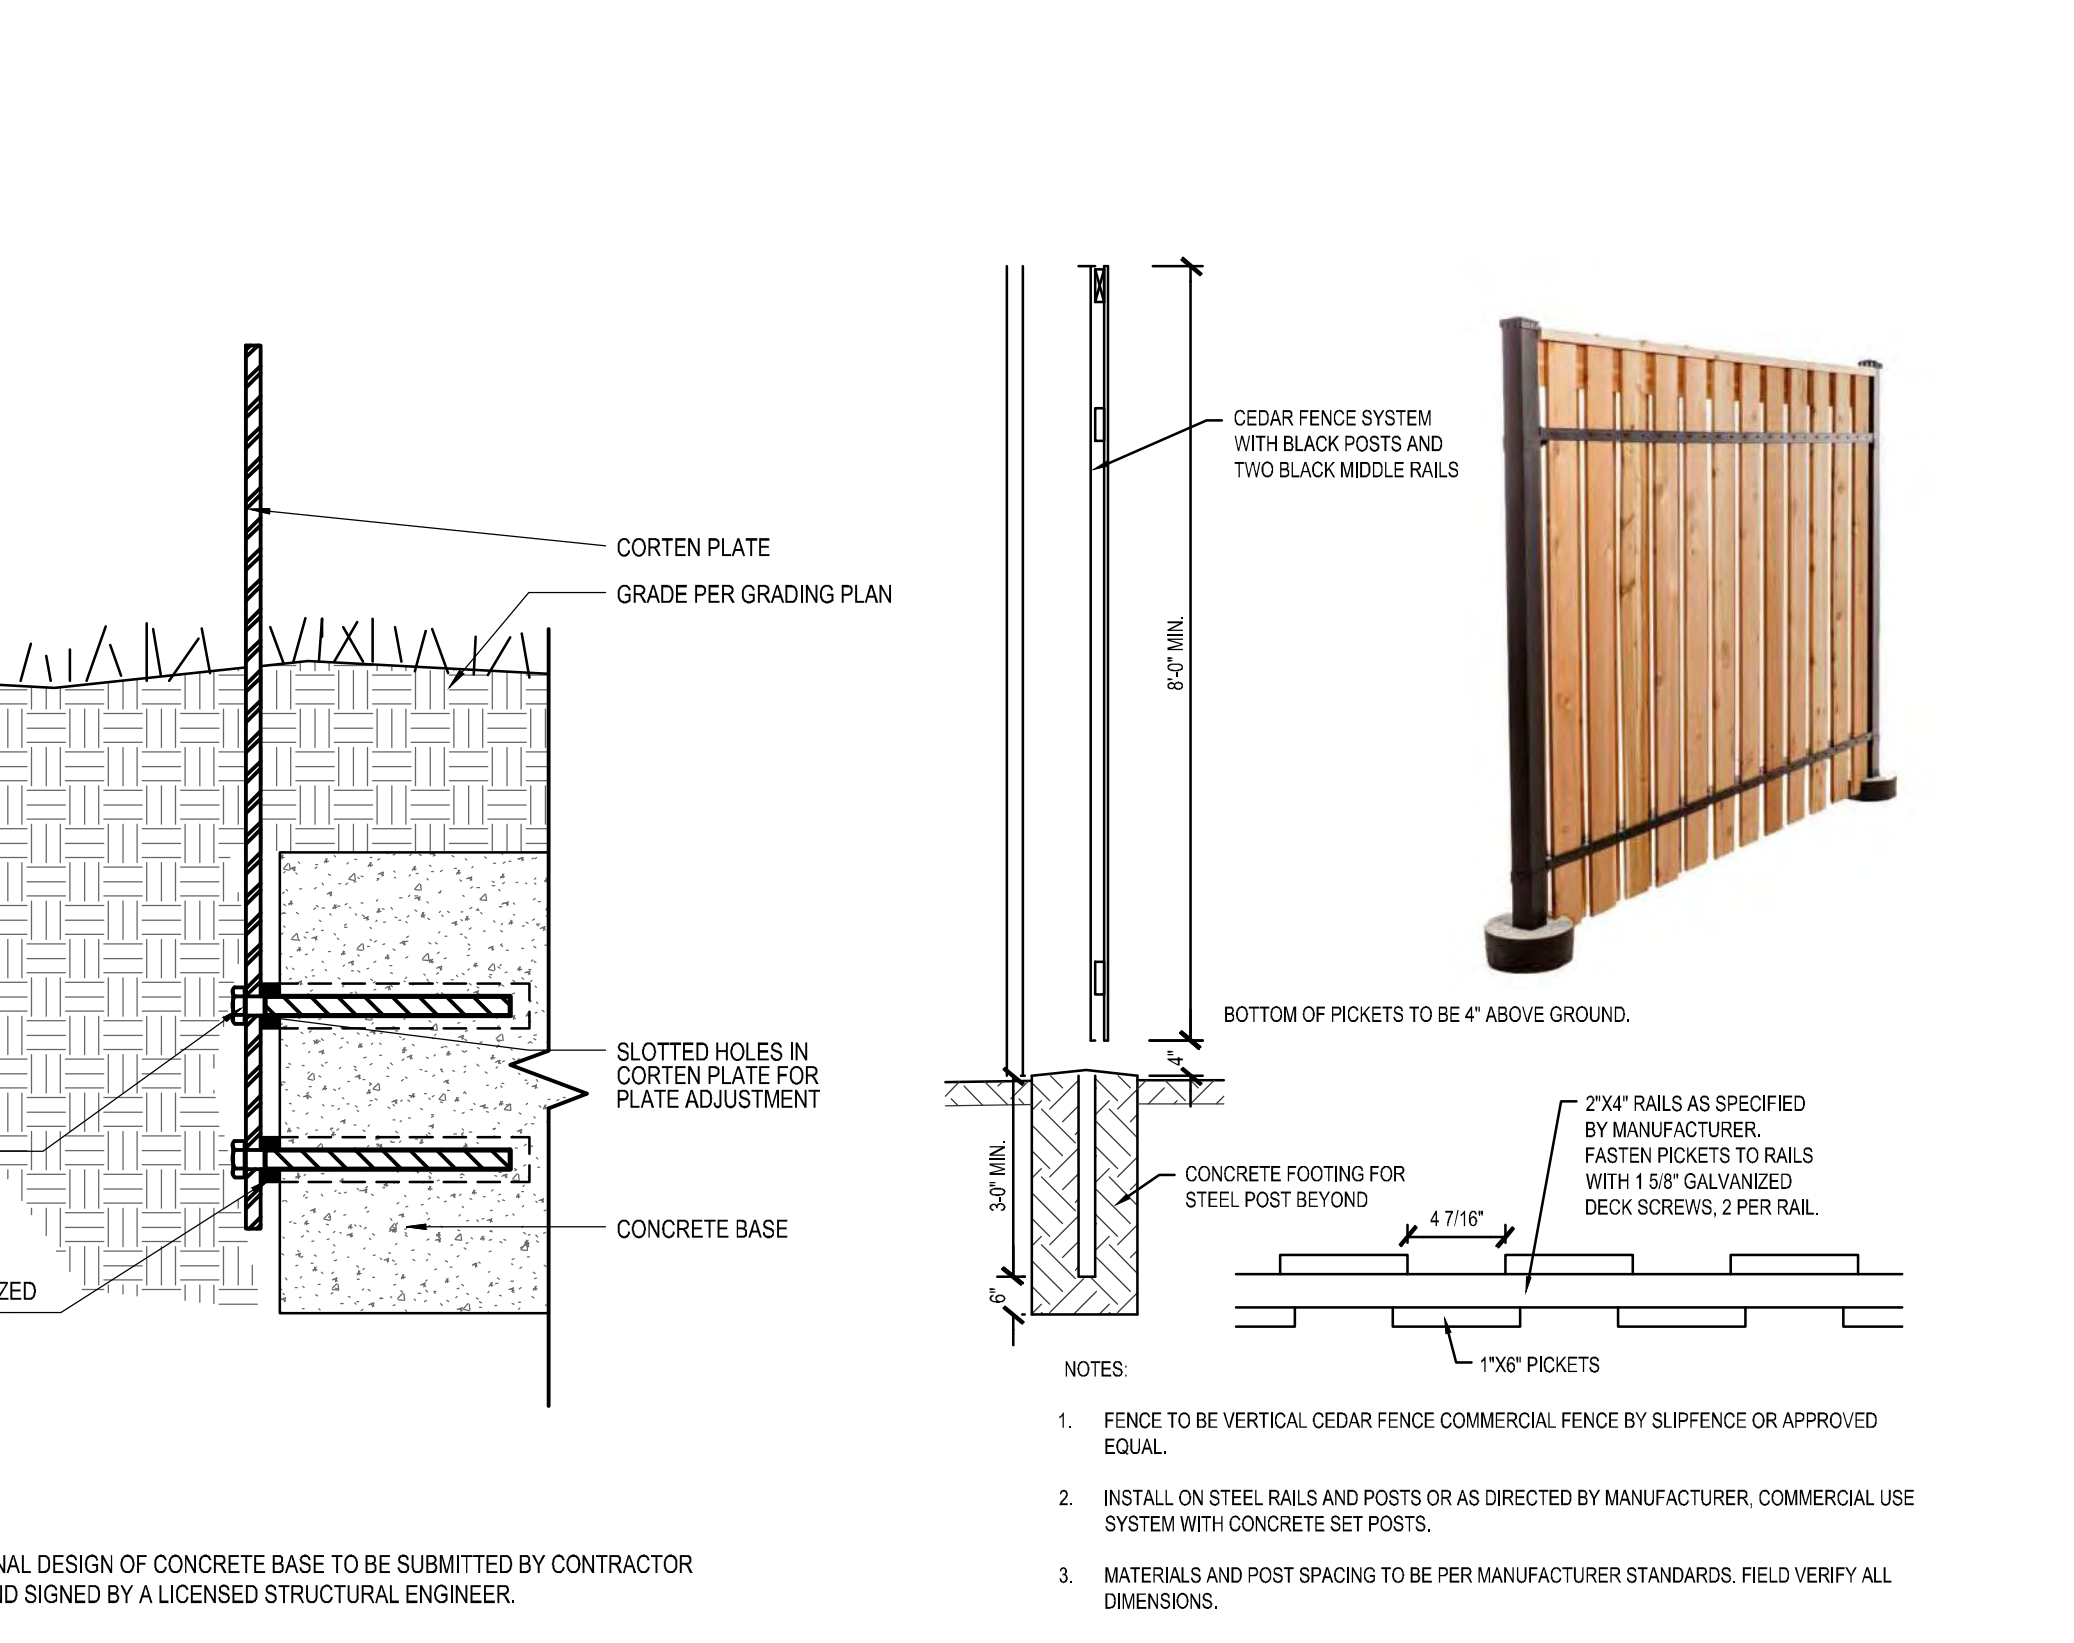 CORTEN PLATE
GRADE PER GRADING PLAN
SLOTTED HOLES IN
CORTEN PLATE FOR
PLATE ADJUSTMENT
CONCRETE BASE
ZED
NAL DESIGN OF CONCRETE BASE TO BE SUBMITTED BY CONTRACTOR
ND SIGNED BY A LICENSED STRUCTURAL ENGINEER.
CEDAR FENCE SYSTEM
WITH BLACK POSTS AND
TWO BLACK MIDDLE RAILS
8'-0" MIN.
BOTTOM OF PICKETS TO BE 4" ABOVE GROUND.
4"
3-0" MIN.
6"
CONCRETE FOOTING FOR
STEEL POST BEYOND
2"X4" RAILS AS SPECIFIED
BY MANUFACTURER.
FASTEN PICKETS TO RAILS
WITH 1 5/8" GALVANIZED
DECK SCREWS, 2 PER RAIL.
4 7/16"
1"X6" PICKETS
NOTES:
1. FENCE TO BE VERTICAL CEDAR FENCE COMMERCIAL FENCE BY SLIPFENCE OR APPROVED
EQUAL.
2. INSTALL ON STEEL RAILS AND POSTS OR AS DIRECTED BY MANUFACTURER, COMMERCIAL USE
SYSTEM WITH CONCRETE SET POSTS.
3. MATERIALS AND POST SPACING TO BE PER MANUFACTURER STANDARDS. FIELD VERIFY ALL
DIMENSIONS.